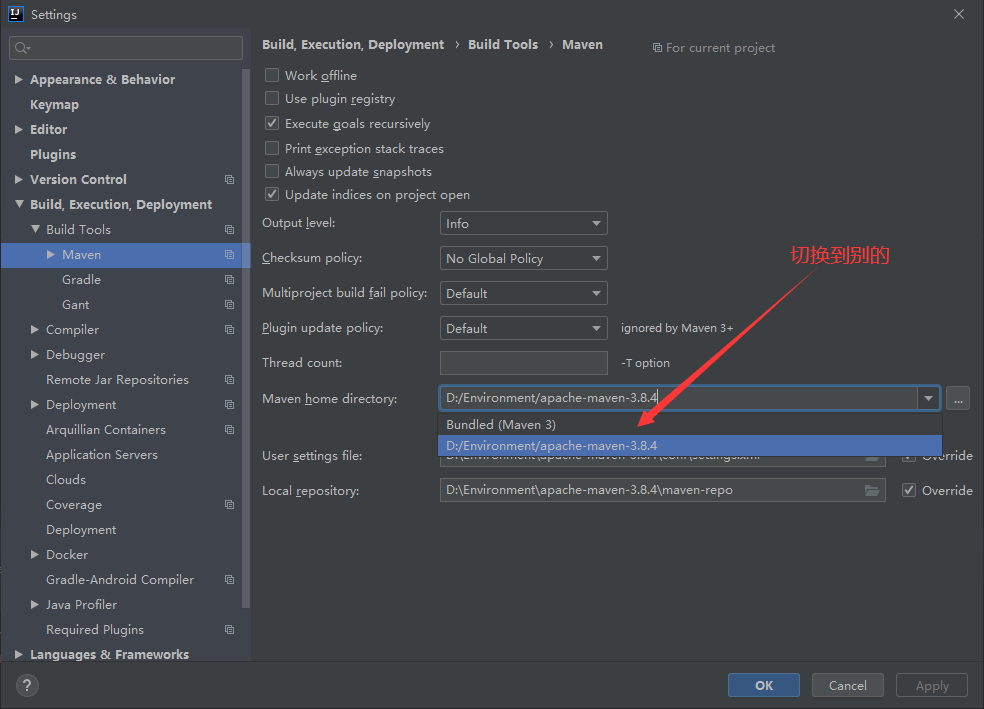 Settings
Build, Execution, Deployment › Build Tools › Maven
For current project
Appearance & Behavior
Keymap
Editor
Plugins
Version Control
Build, Execution, Deployment
Build Tools
Maven
Gradle
Gant
Compiler
Debugger
Remote Jar Repositories
Deployment
Arquillian Containers
Application Servers
Clouds
Coverage
Deployment
Docker
Gradle-Android Compiler
Java Profiler
Required Plugins
Languages & Frameworks
Work offline
Use plugin registry
Execute goals recursively
Print exception stack traces
Always update snapshots
Update indices on project open
Output level: Info
Checksum policy: No Global Policy
Multiproject build fail policy: Default
Plugin update policy: Default ignored by Maven 3+
Thread count: -T option
切换到别的
Maven home directory: D:/Environment/apache-maven-3.8.4 ...
Bundled (Maven 3)
D:/Environment/apache-maven-3.8.4
User settings file: Override
Local repository: D:\Environment\apache-maven-3.8.4\maven-repo Override
? OK Cancel Apply